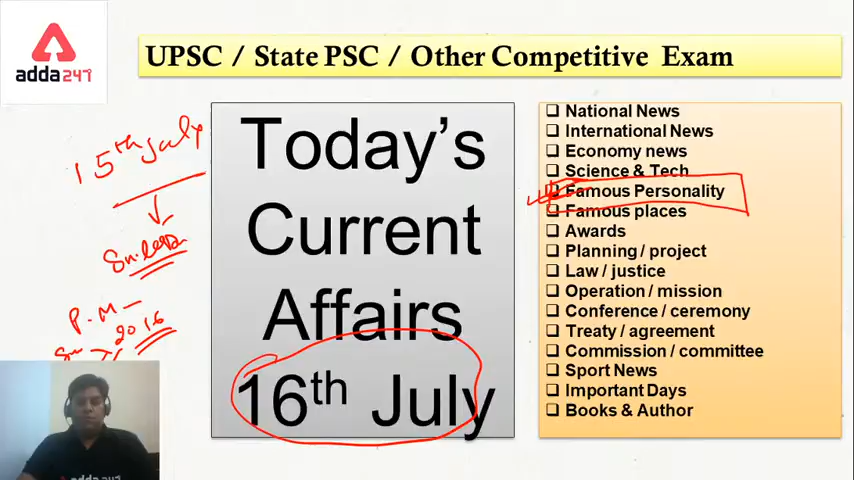 adda247
UPSC / State PSC / Other Competitive Exam
15th July
P.M -
2016
Today's
Current
Affairs
16th July
❑ National News
❑ International News
❑ Economy news
❑ Science & Tech
❑ Famous Personality
❑ Famous places
❑ Awards
❑ Planning / project
❑ Law / justice
❑ Operation / mission
❑ Conference / ceremony
❑ Treaty / agreement
❑ Commission / committee
❑ Sport News
❑ Important Days
❑ Books & Author
adda247